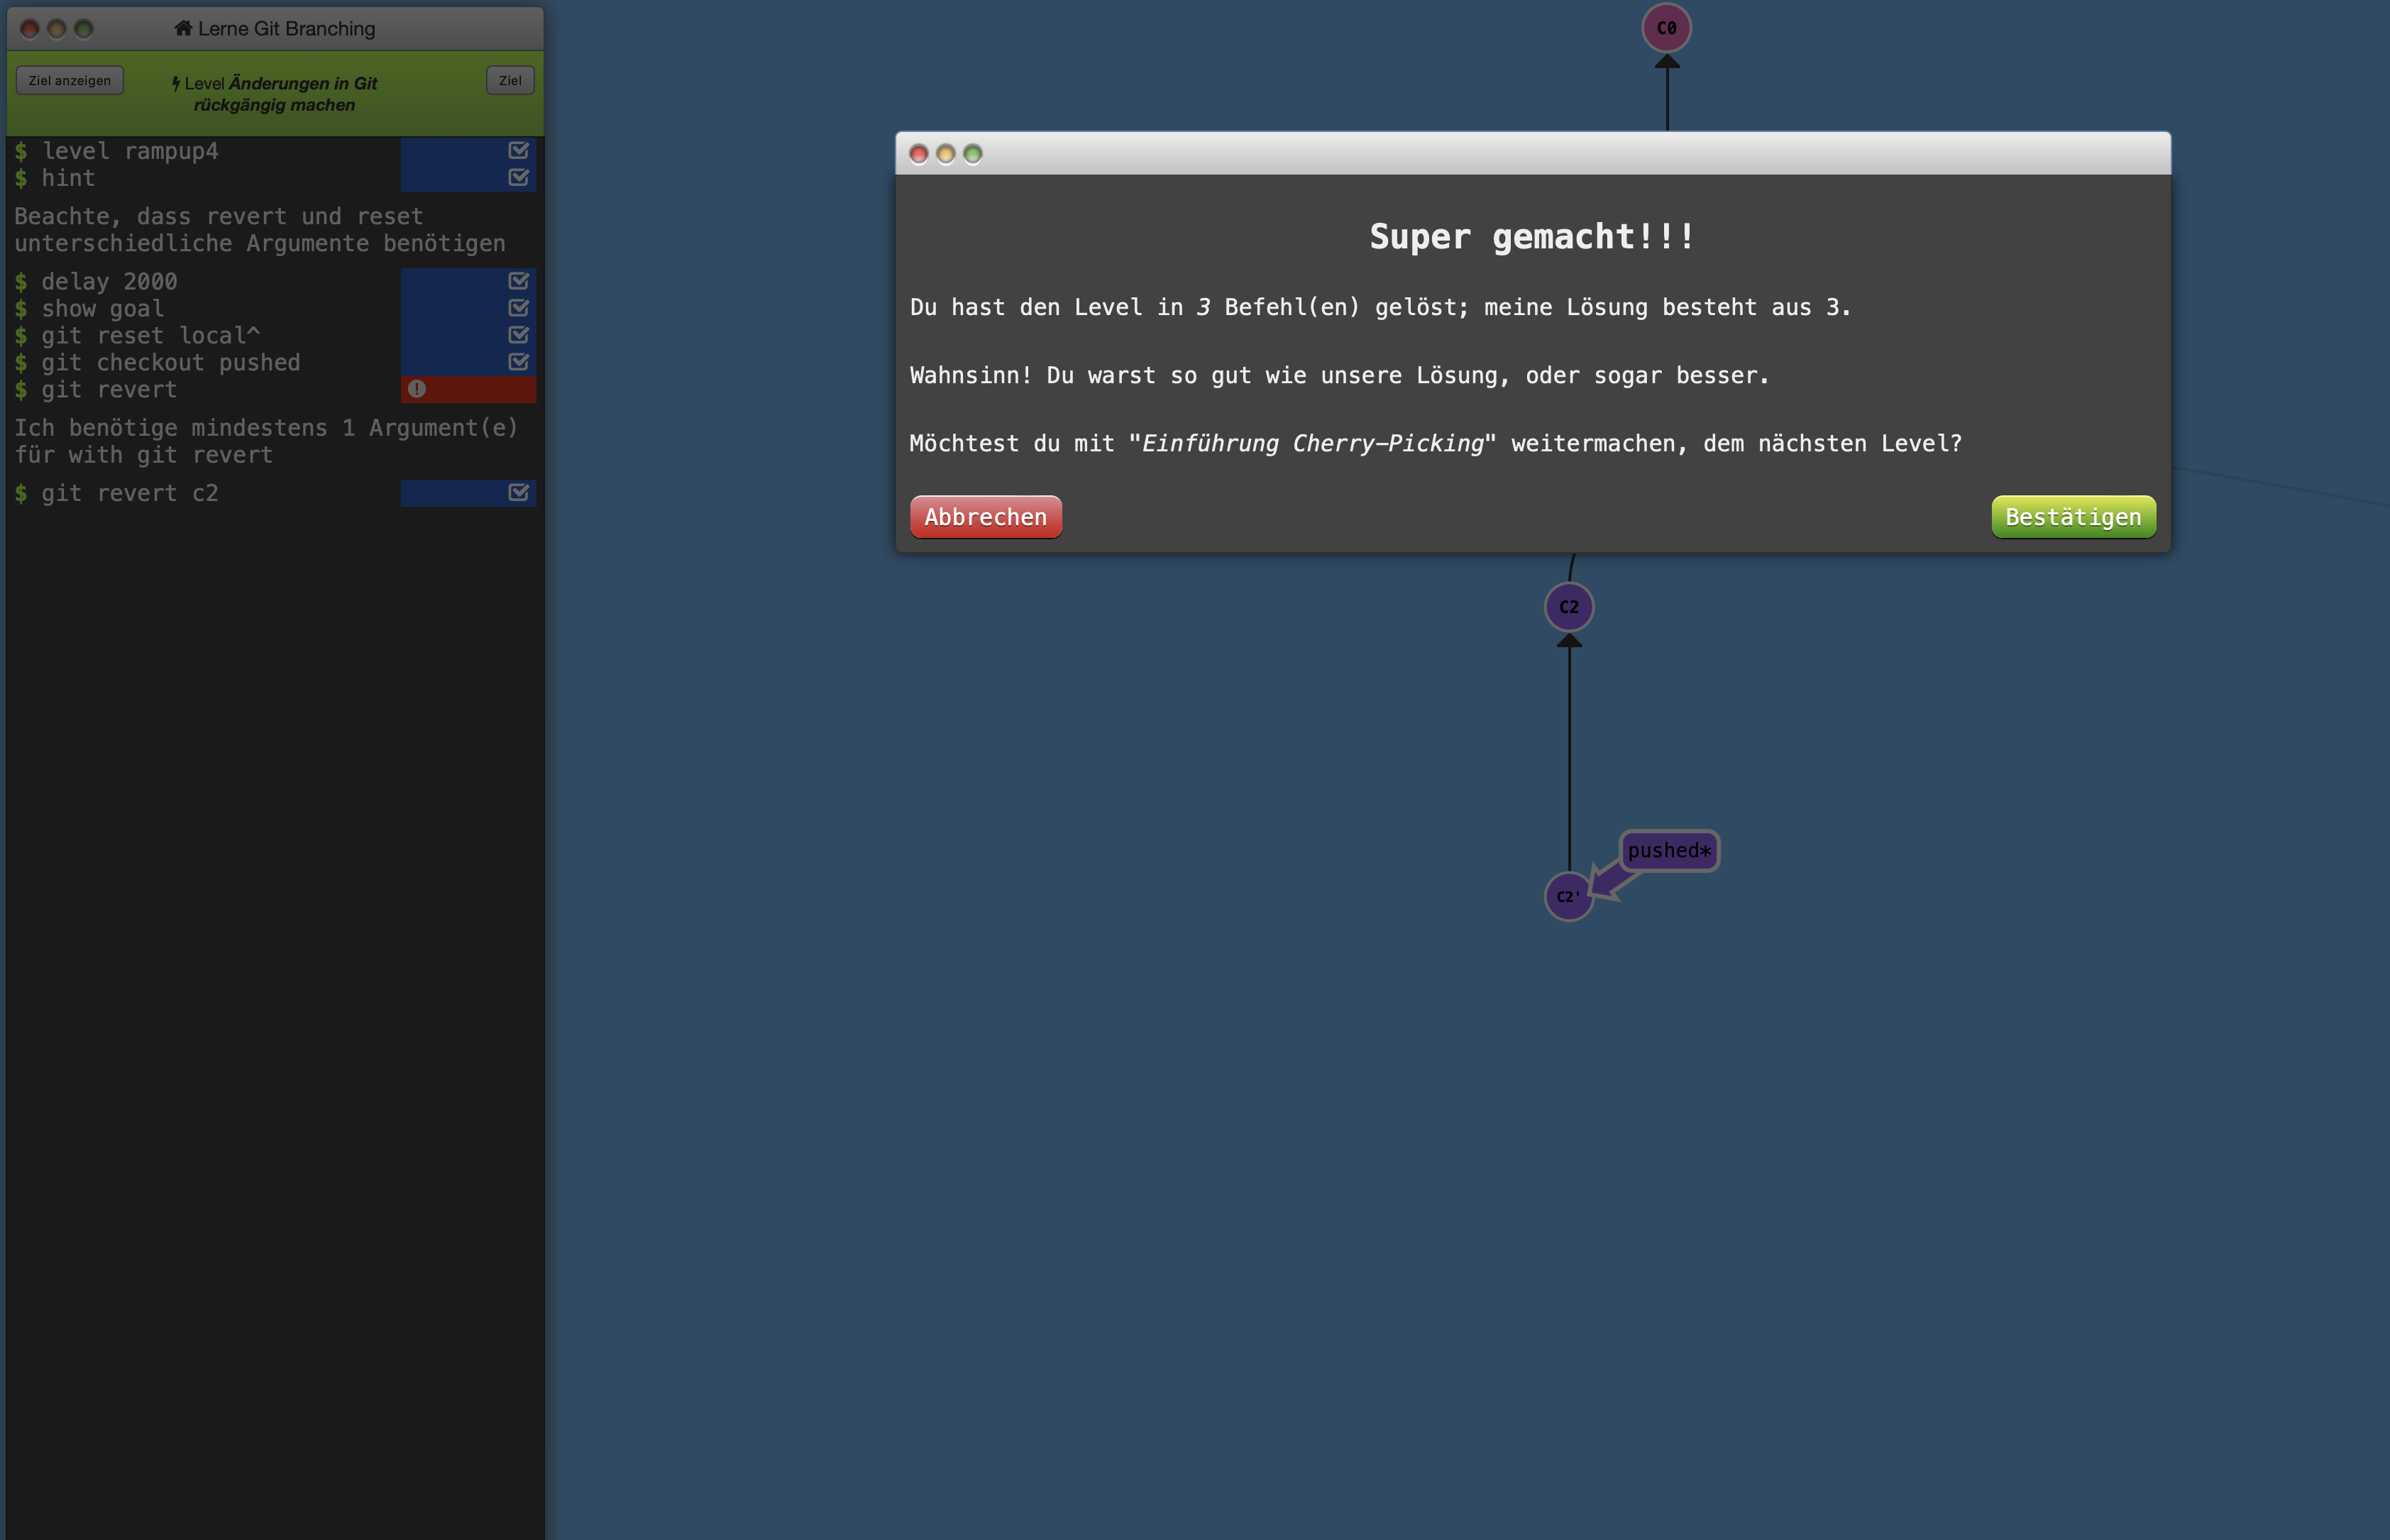 Lerne Git Branching
Ziel anzeigen
Level Änderungen in Git
rückgängig machen
Ziel
$ level rampup4
$ hint
Beachte, dass revert und reset
unterschiedliche Argumente benötigen
$ delay 2000
$ show goal
$ git reset local^
$ git checkout pushed
$ git revert
Ich benötige mindestens 1 Argument(e)
für with git revert
$ git revert c2
C0
Super gemacht!!!
Du hast den Level in 3 Befehl(en) gelöst; meine Lösung besteht aus 3.
Wahnsinn! Du warst so gut wie unsere Lösung, oder sogar besser.
Möchtest du mit "Einführung Cherry-Picking" weitermachen, dem nächsten Level?
Abbrechen
Bestätigen
C2
pushed*
C2'